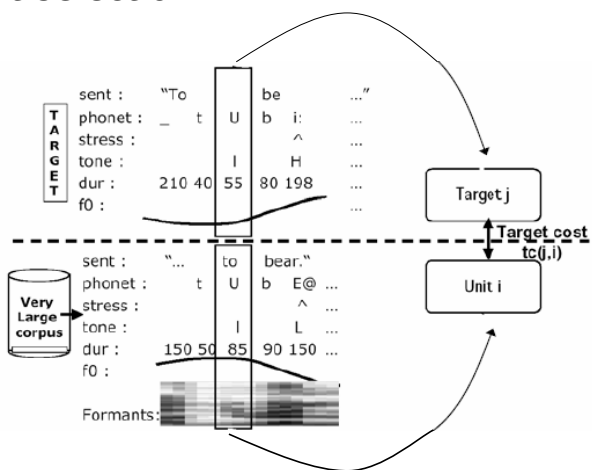 TARGET
sent : "To be ..."
phonet : _ t U b i: ...
stress : ^ ...
tone : l H ...
dur : 210 40 55 80 198 ...
f0 :
Target j
Target cost
tc(j,i)
Very
Large
corpus
sent : "... to bear."
phonet : t U b E@ ...
stress : ^ ...
tone : l L ...
dur : 150 50 85 90 150 ...
f0 :
Formants:
Unit i